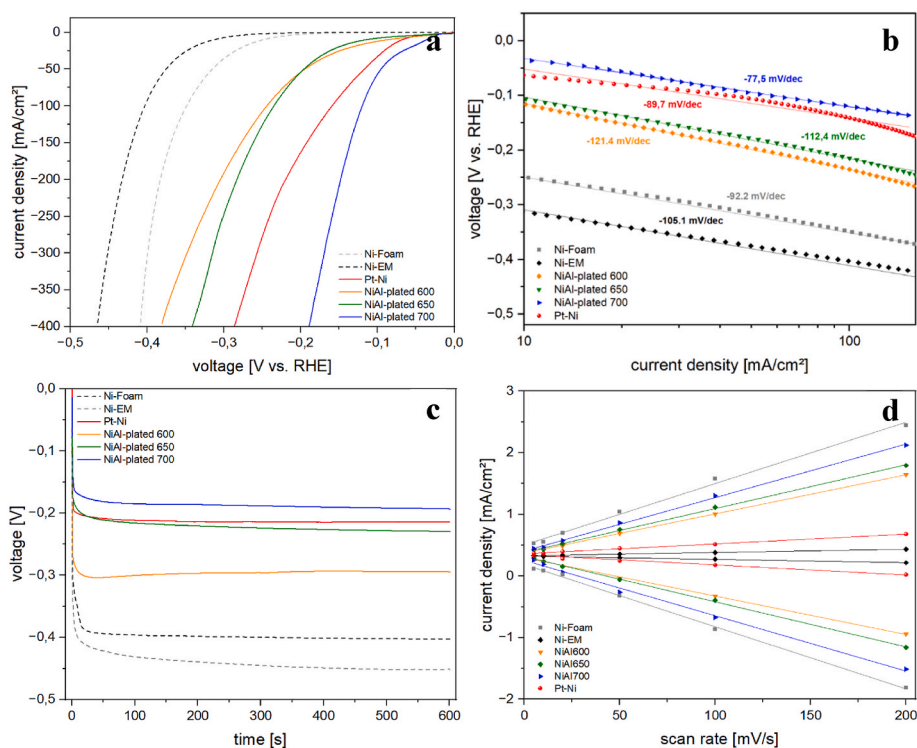 a
0
-50
-100
-150
-200
-250
-300
-350
-400
current density [mA/cm²]
Ni-Foam
Ni-EM
Pt-Ni
NiAl-plated 600
NiAl-plated 650
NiAl-plated 700
-0,5 -0,4 -0,3 -0,2 -0,1 0,0
voltage [V vs. RHE]
b
0,0
-0,1
-0,2
-0,3
-0,4
-0,5
voltage [V vs. RHE]
-77,5 mV/dec
-89,7 mV/dec
-112,4 mV/dec
-121.4 mV/dec
-92.2 mV/dec
-105.1 mV/dec
Ni-Foam
Ni-EM
NiAl-plated 600
NiAl-plated 650
NiAl-plated 700
Pt-Ni
10 100
current density [mA/cm²]
c
0,0
-0,1
-0,2
-0,3
-0,4
-0,5
voltage [V]
Ni-Foam
Ni-EM
Pt-Ni
NiAl-plated 600
NiAl-plated 650
NiAl-plated 700
0 100 200 300 400 500 600
time [s]
d
3
2
1
0
-1
-2
current density [mA/cm²]
Ni-Foam
Ni-EM
NiAl600
NiAl650
NiAl700
Pt-Ni
0 50 100 150 200
scan rate [mV/s]